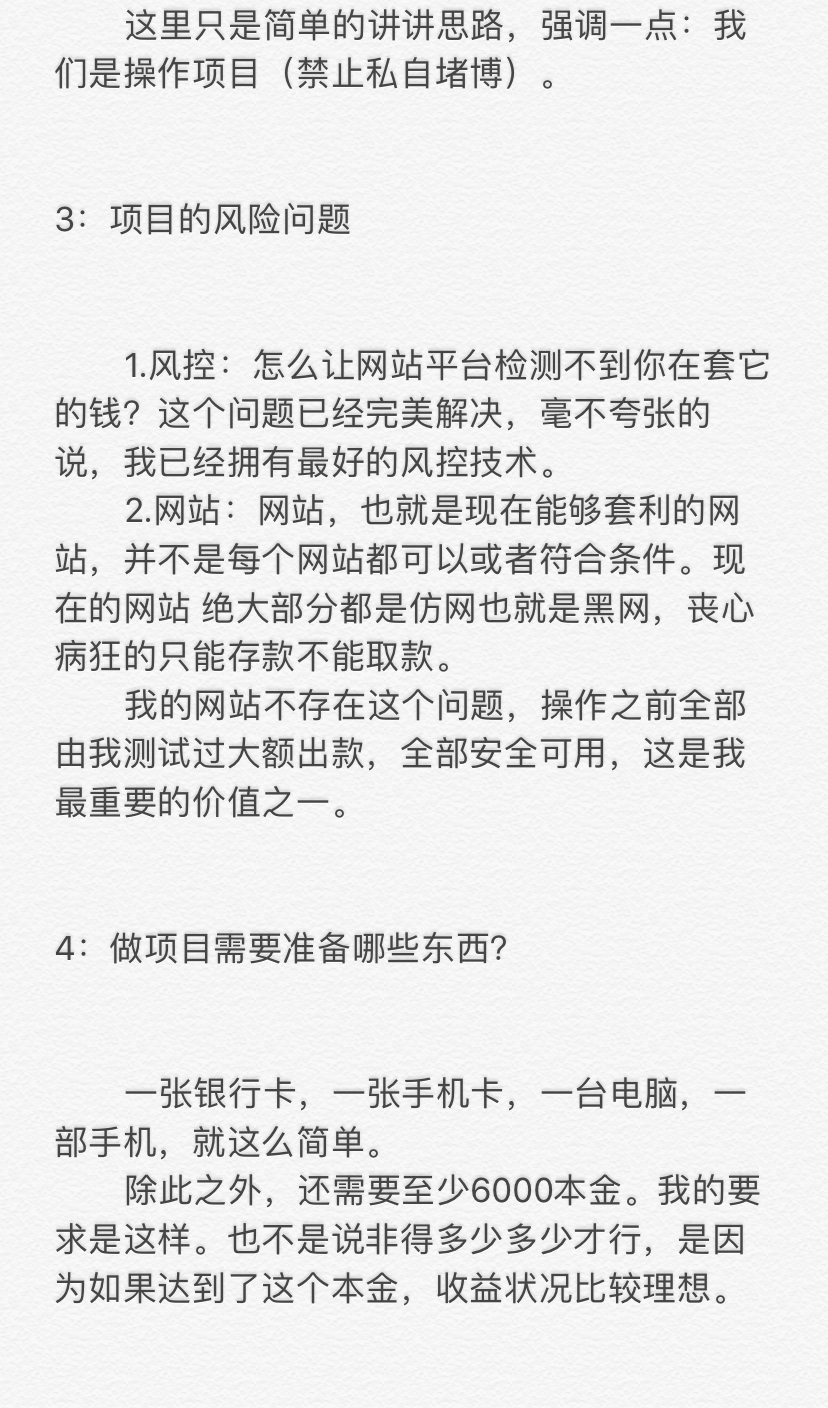 这里只是简单的讲讲思路，强调一点：我
们是操作项目（禁止私自堵博）。
3：项目的风险问题
1.风控：怎么让网站平台检测不到你在套它
的钱？这个问题已经完美解决，毫不夸张的
说，我已经拥有最好的风控技术。
2.网站：网站，也就是现在能够套利的网
站，并不是每个网站都可以或者符合条件。现
在的网站 绝大部分都是仿网也就是黑网，丧心
病狂的只能存款不能取款。
我的网站不存在这个问题，操作之前全部
由我测试过大额出款，全部安全可用，这是我
最重要的价值之一。
4：做项目需要准备哪些东西？
一张银行卡，一张手机卡，一台电脑，一
部手机，就这么简单。
除此之外，还需要至少6000本金。我的要
求是这样。也不是说非得多少多少才行，是因
为如果达到了这个本金，收益状况比较理想。